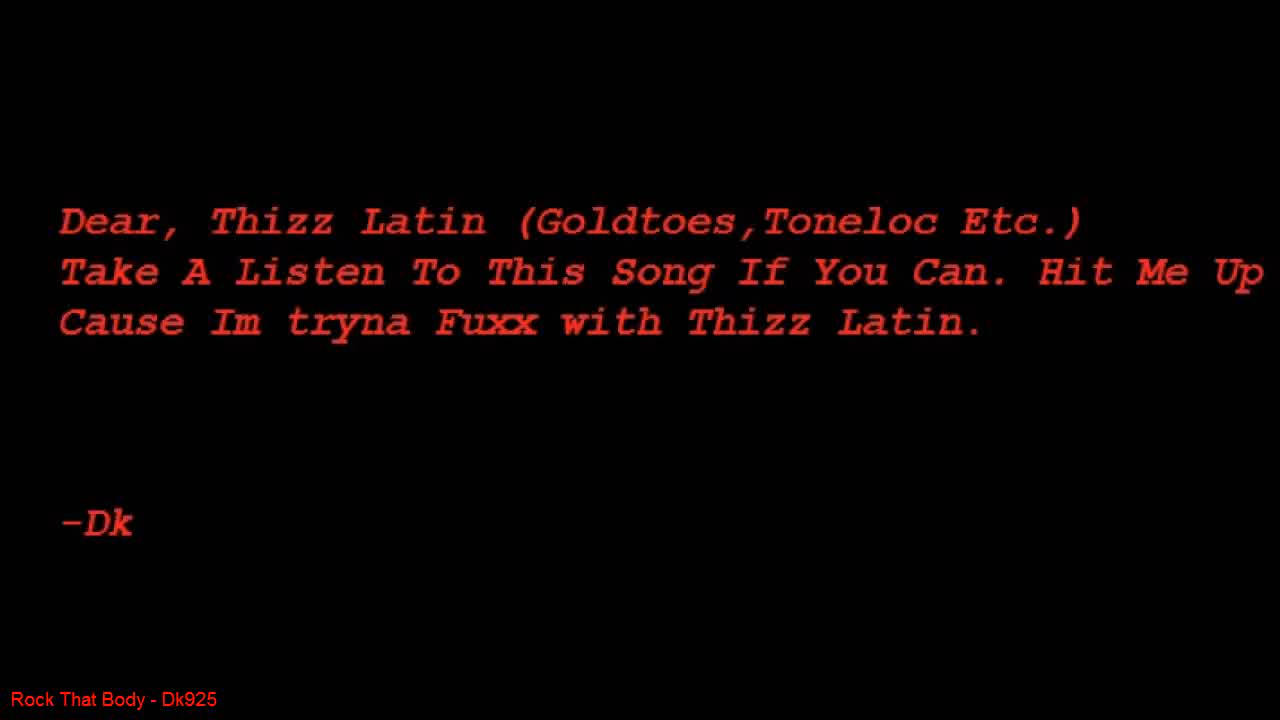 Dear, Thizz Latin (Goldtoes,Toneloc Etc.)
Take A Listen To This Song If You Can. Hit Me Up
Cause Im tryna Fuxx with Thizz Latin.
-Dk
Rock That Body - Dk925